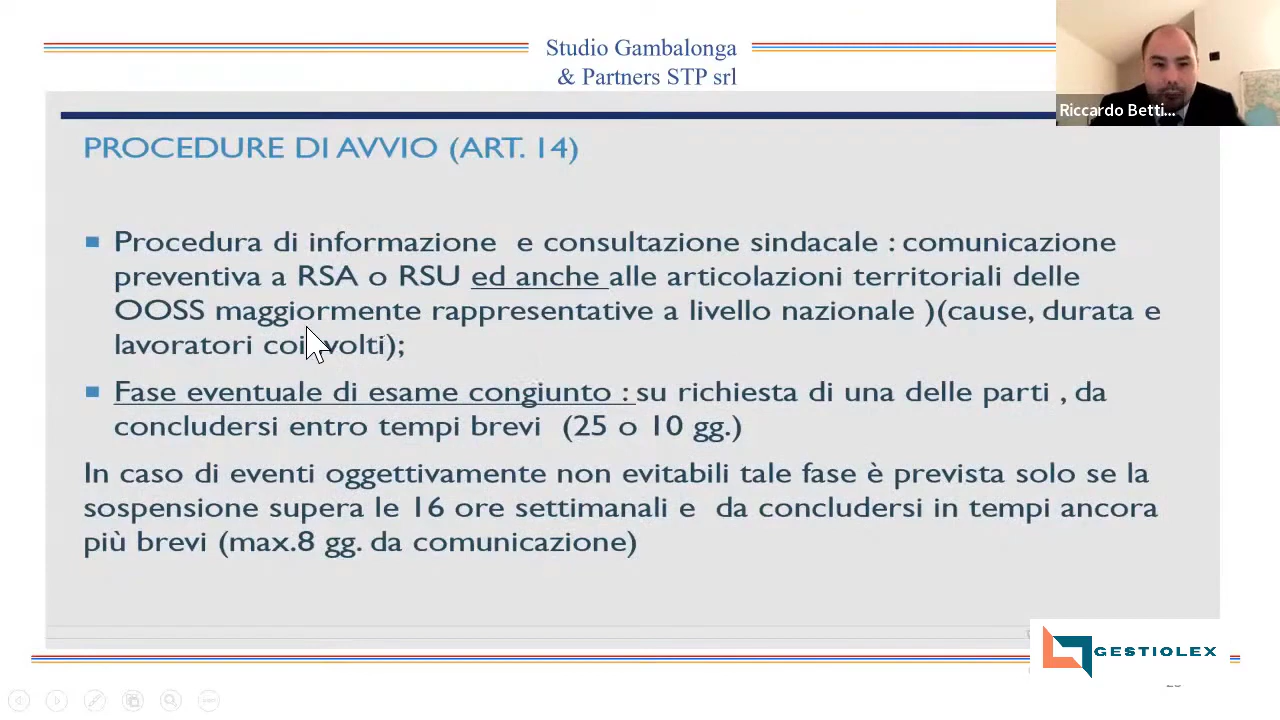 Studio Gambalonga
& Partners STP srl
Riccardo Betti...
PROCEDURE DI AVVIO (ART. 14)
Procedura di informazione e consultazione sindacale : comunicazione
preventiva a RSA o RSU ed anche alle articolazioni territoriali delle
OOSS maggiormente rappresentative a livello nazionale )(cause, durata e
lavoratori coinvolti);
Fase eventuale di esame congiunto : su richiesta di una delle parti , da
concludersi entro tempi brevi (25 o 10 gg.)
In caso di eventi oggettivamente non evitabili tale fase è prevista solo se la
sospensione supera le 16 ore settimanali e da concludersi in tempi ancora
più brevi (max.8 gg. da comunicazione)
GESTIOLEX